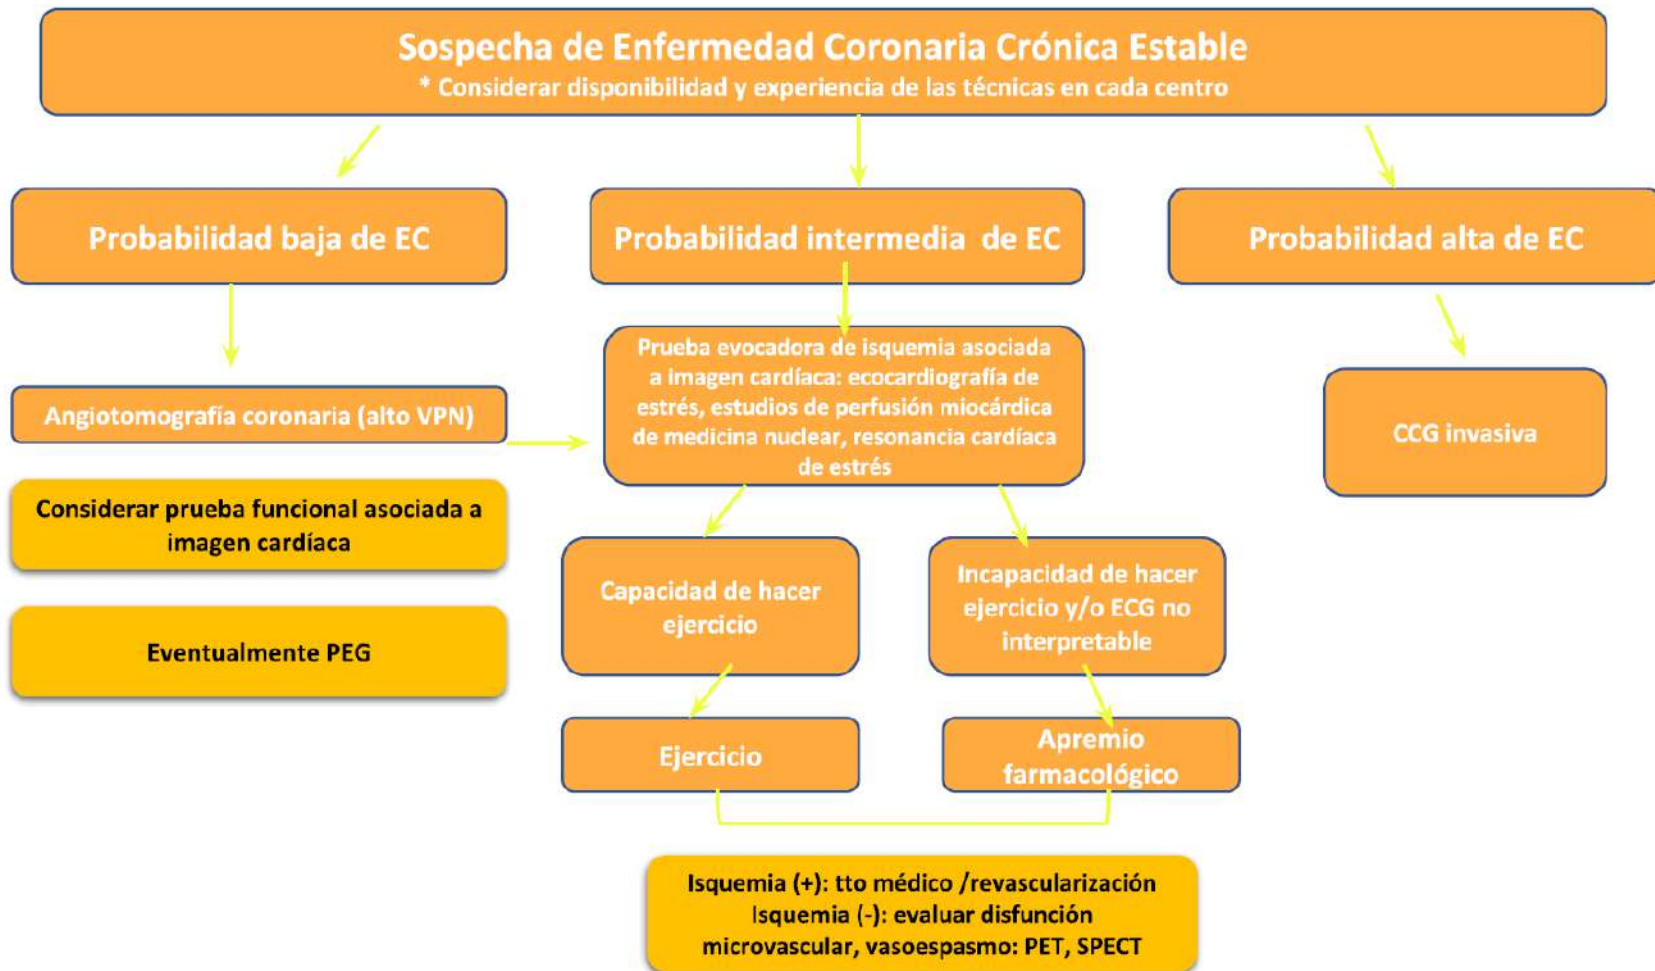 Sospecha de Enfermedad Coronaria Crónica Estable
* Considerar disponibilidad y experiencia de las técnicas en cada centro
Probabilidad baja de EC
Probabilidad intermedia de EC
Probabilidad alta de EC
Angiotomografía coronaria (alto VPN)
Prueba evocadora de isquemia asociada
a imagen cardíaca: ecocardiografía de
estrés, estudios de perfusión miocárdica
de medicina nuclear, resonancia cardíaca
de estrés
CCG invasiva
Considerar prueba funcional asociada a
imagen cardíaca
Eventualmente PEG
Capacidad de hacer
ejercicio
Incapacidad de hacer
ejercicio y/o ECG no
interpretable
Ejercicio
Apremio
farmacológico
Isquemia (+): tto médico /revascularización
Isquemia (-): evaluar disfunción
microvascular, vasoespasmo: PET, SPECT